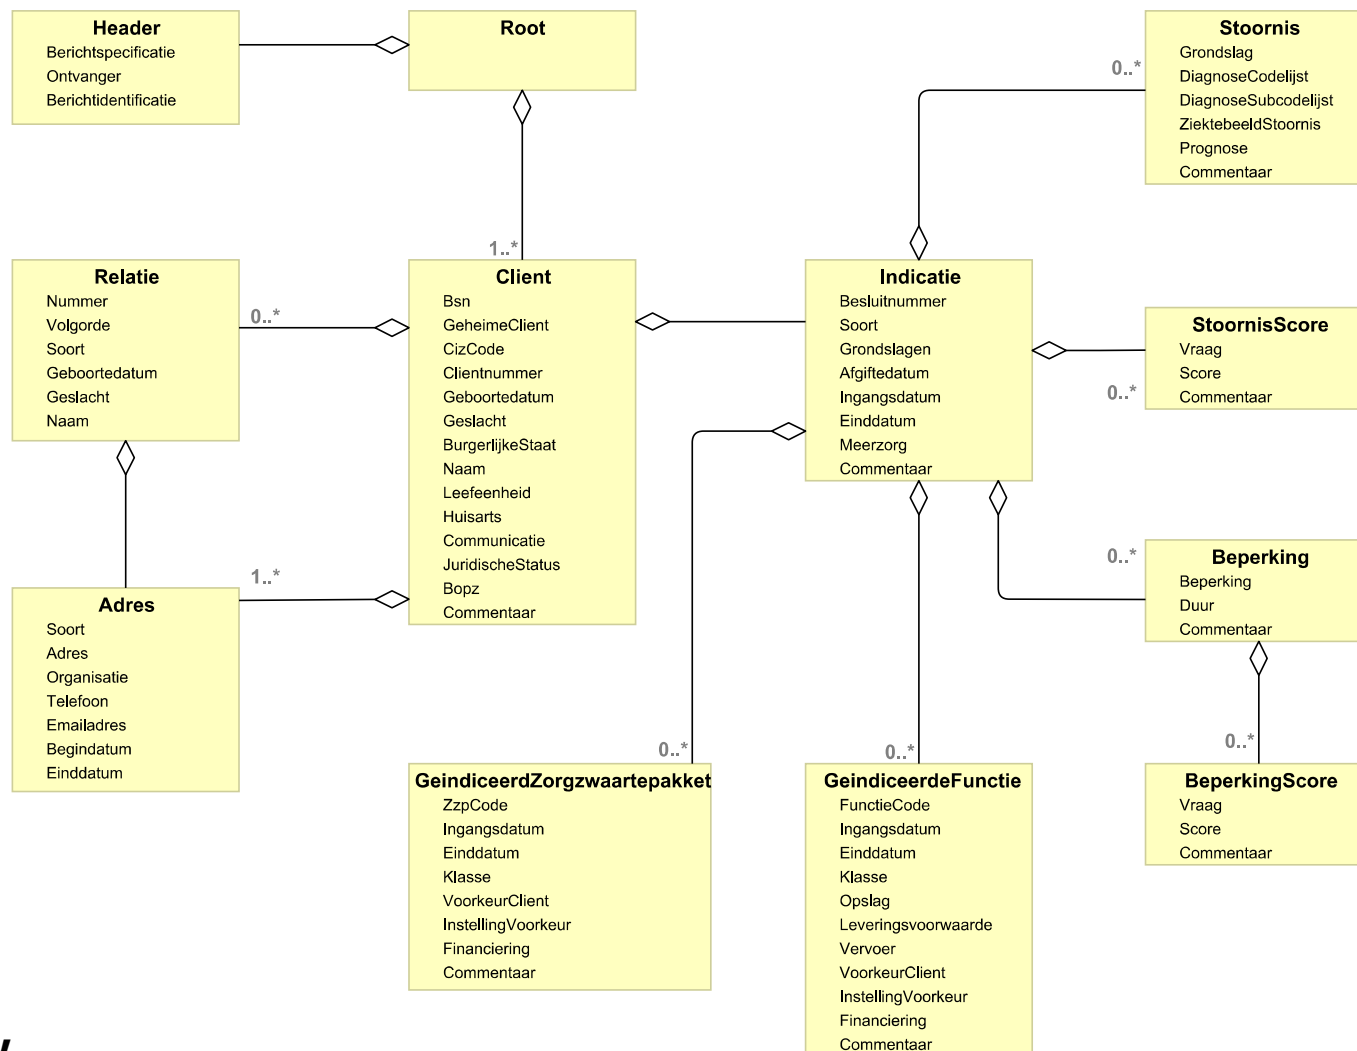 Header
Berichtspecificatie
Ontvanger
Berichtidentificatie
Root
Stoornis
Grondslag
DiagnoseCodelijst
DiagnoseSubcodelijst
ZiektebeeldStoornis
Prognose
Commentaar
0..*
1..*
Relatie
Nummer
Volgorde
Soort
Geboortedatum
Geslacht
Naam
0..*
Client
Bsn
GeheimeClient
CizCode
Clientnummer
Geboortedatum
Geslacht
BurgerlijkeStaat
Naam
Leefeenheid
Huisarts
Communicatie
JuridischeStatus
Bopz
Commentaar
Indicatie
Besluitnummer
Soort
Grondslagen
Afgiftedatum
Ingangsdatum
Einddatum
Meerzorg
Commentaar
StoornisScore
Vraag
Score
Commentaar
0..*
Adres
Soort
Adres
Organisatie
Telefoon
Emailadres
Begindatum
Einddatum
1..*
0..*
Beperking
Beperking
Duur
Commentaar
0..*
GeindiceerdZorgzwaartepakket
ZzpCode
Ingangsdatum
Einddatum
Klasse
VoorkeurClient
InstellingVoorkeur
Financiering
Commentaar
0..*
GeindiceerdeFunctie
FunctieCode
Ingangsdatum
Einddatum
Klasse
Opslag
Leveringsvoorwaarde
Vervoer
VoorkeurClient
InstellingVoorkeur
Financiering
Commentaar
0..*
BeperkingScore
Vraag
Score
Commentaar